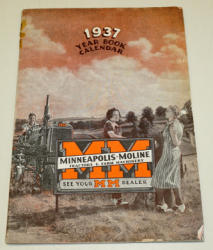 1937
YEAR BOOK
CALENDAR
MM
MINNEAPOLIS-MOLINE
TRACTORS & FARM MACHINERY
SEE YOUR MM DEALER